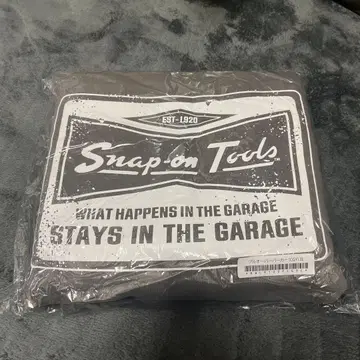 EST-1920
Snap-on Tools
WHAT HAPPENS IN THE GARAGE
STAYS IN THE GARAGE